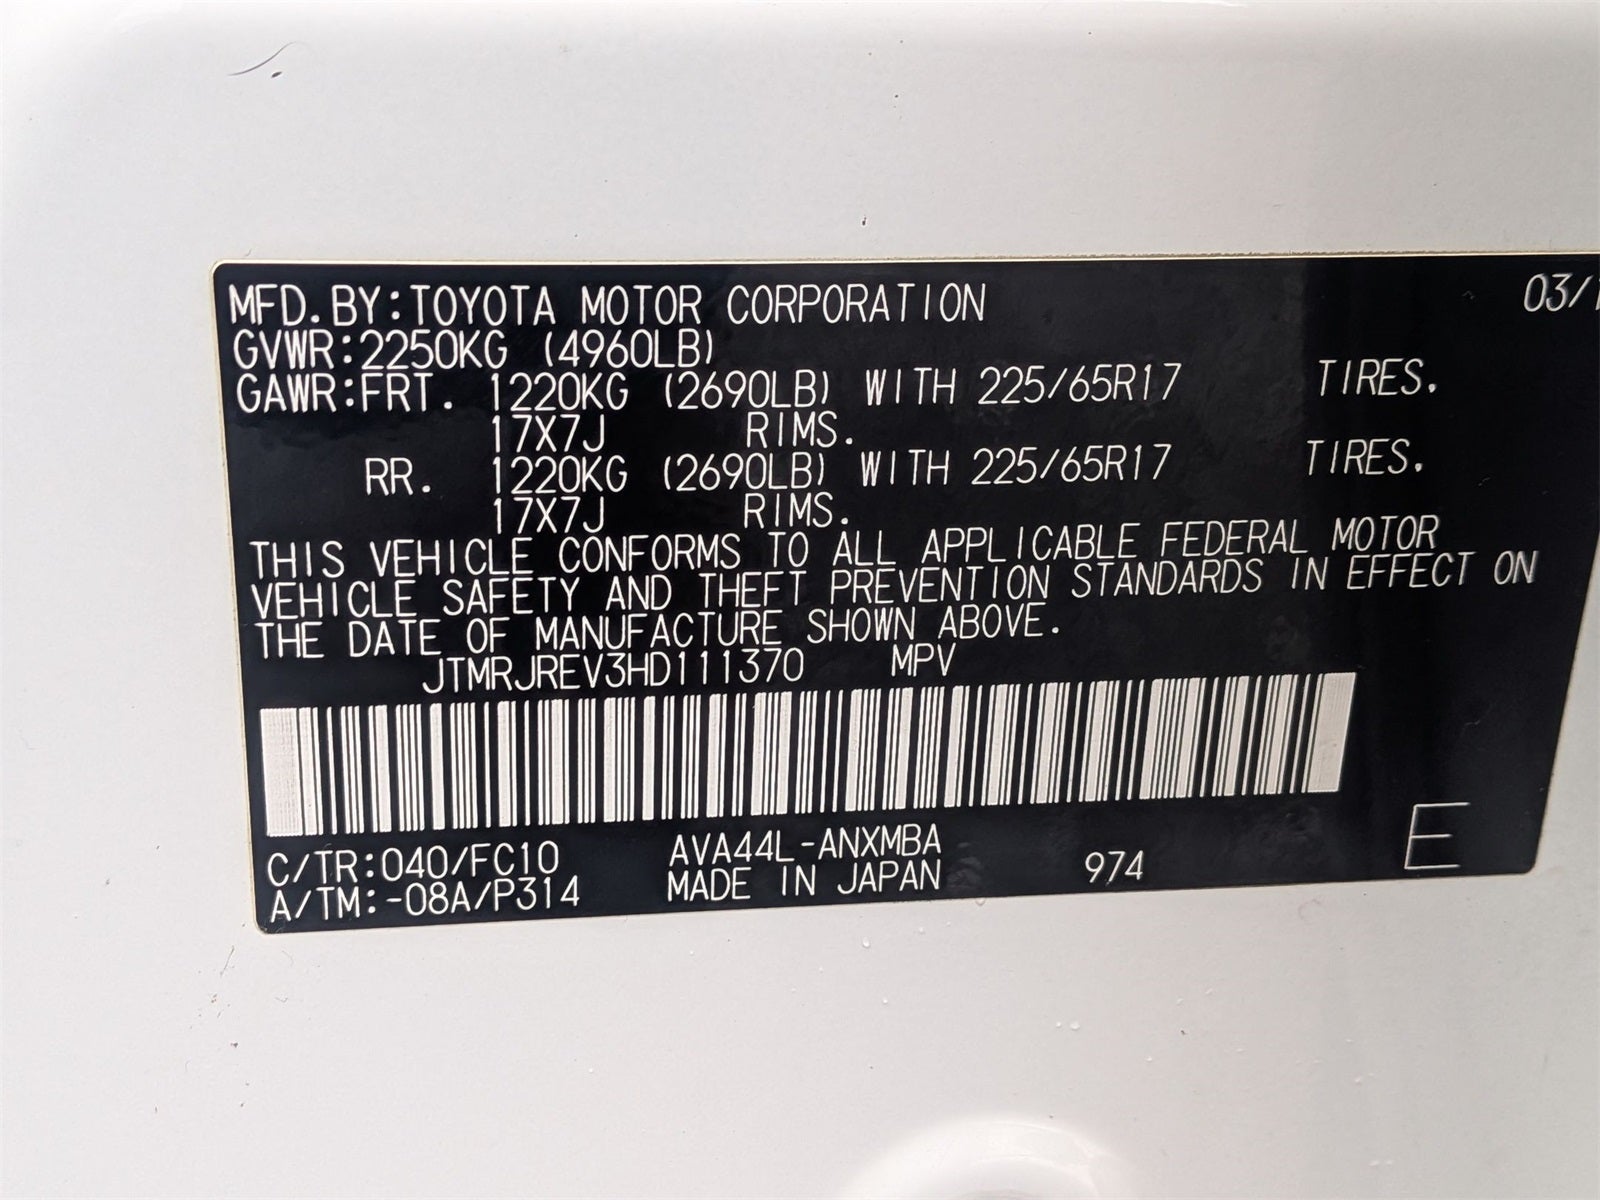 MFD.BY:TOYOTA MOTOR CORPORATION 03/1
GVWR:2250KG (4960LB)
GAWR:FRT. 1220KG (2690LB) WITH 225/65R17 TIRES.
17X7J RIMS.
RR. 1220KG (2690LB) WITH 225/65R17 TIRES.
17X7J RIMS.
THIS VEHICLE CONFORMS TO ALL APPLICABLE FEDERAL MOTOR
VEHICLE SAFETY AND THEFT PREVENTION STANDARDS IN EFFECT ON
THE DATE OF MANUFACTURE SHOWN ABOVE.
JTMRJREV3HD111370 MPV
C/TR:040/FC10 AVA44L-ANXMBA
A/TM:-08A/P314 MADE IN JAPAN 974 E